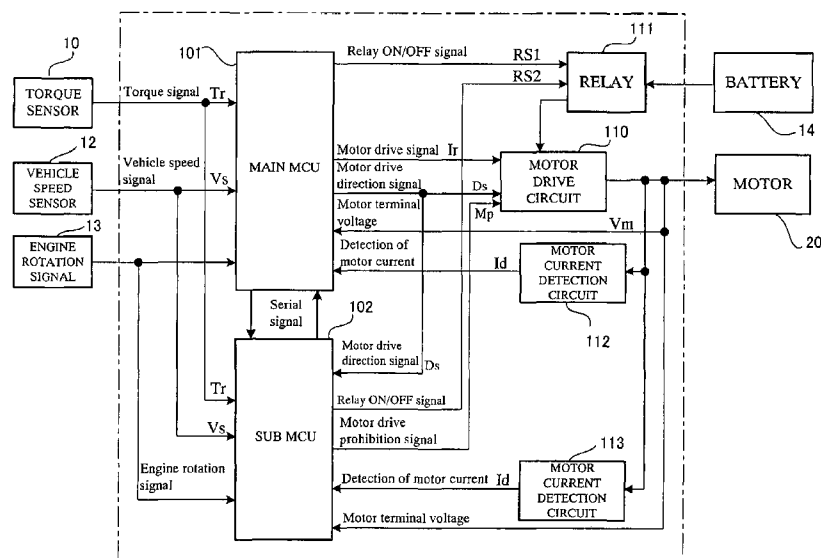 10
TORQUE
SENSOR
12
VEHICLE
SPEED
SENSOR
13
ENGINE
ROTATION
SIGNAL
Torque signal
Tr
Vehicle speed
signal
Vs
101
MAIN MCU
Relay ON/OFF signal
RS1
RS2
111
RELAY
BATTERY
14
Motor drive signal Ir
Motor drive
direction signal
Ds
Motor terminal
voltage
Mp
110
MOTOR
DRIVE
CIRCUIT
MOTOR
20
Vm
Detection of
motor current
Id
MOTOR
CURRENT
DETECTION
CIRCUIT
112
Serial
signal
102
Motor drive
direction signal
Ds
Tr
Vs
SUB MCU
Relay ON/OFF signal
Motor drive
prohibition signal
Engine rotation
signal
Detection of motor current Id
113
MOTOR
CURRENT
DETECTION
CIRCUIT
Motor terminal voltage